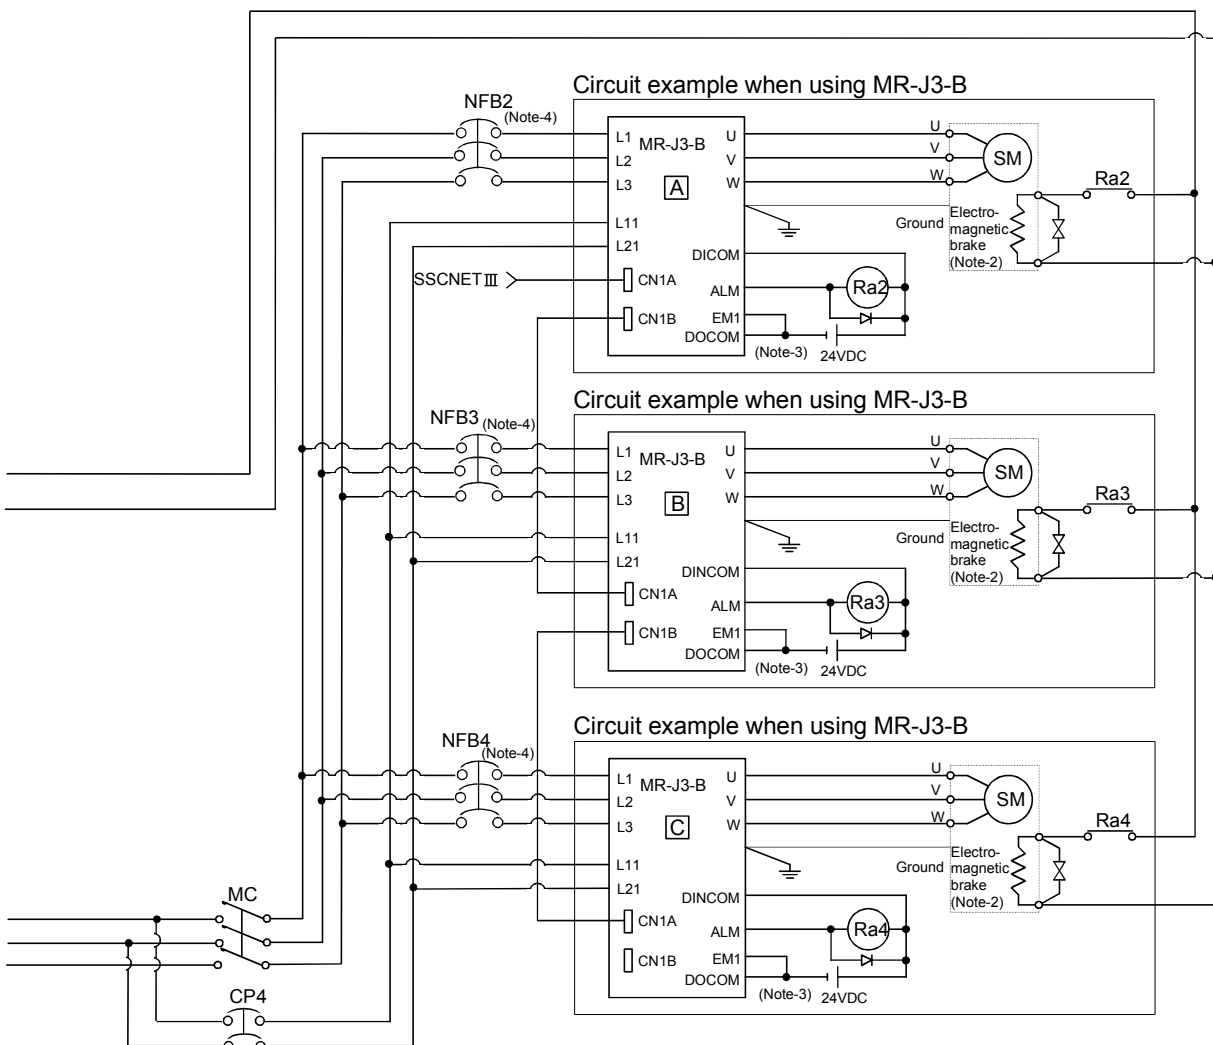 Circuit example when using MR-J3-B
NFB2
(Note-4)
L1
MR-J3-B
U
U
L2
V
V
SM
L3
A
W
W
Ra2
L11
Ground
Electro-
magnetic
brake
(Note-2)
L21
DICOM
SSCNETⅢ
CN1A
ALM
Ra2
CN1B
EM1
DOCOM
(Note-3)
24VDC
Circuit example when using MR-J3-B
NFB3
(Note-4)
L1
MR-J3-B
U
U
L2
V
V
SM
L3
B
W
W
Ra3
L11
Ground
Electro-
magnetic
brake
(Note-2)
L21
DINCOM
CN1A
ALM
Ra3
CN1B
EM1
DOCOM
(Note-3)
24VDC
Circuit example when using MR-J3-B
NFB4
(Note-4)
L1
MR-J3-B
U
U
L2
V
V
SM
L3
C
W
W
Ra4
L11
Ground
Electro-
magnetic
brake
(Note-2)
L21
DINCOM
MC
CN1A
ALM
Ra4
CN1B
EM1
DOCOM
(Note-3)
24VDC
CP4